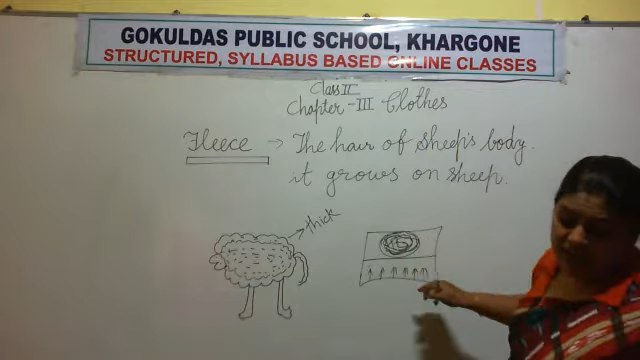 GOKULDAS PUBLIC SCHOOL, KHARGONE
STRUCTURED, SYLLABUS BASED ONLINE CLASSES
Class II
Chapter - III Clothes
Fleece → The hair of sheep's body.
it grows on sheep.
thick